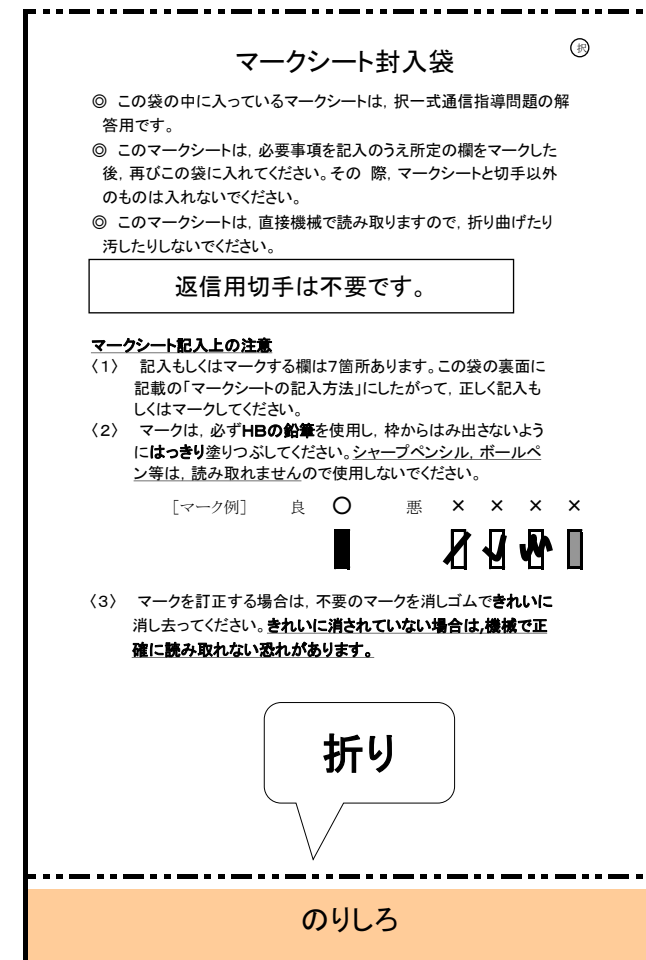 択
マークシート封入袋
◎ この袋の中に入っているマークシートは, 択一式通信指導問題の解
答用です。
◎ このマークシートは, 必要事項を記入のうえ所定の欄をマークした
後, 再びこの袋に入れてください。その 際, マークシートと切手以外
のものは入れないでください。
◎ このマークシートは, 直接機械で読み取りますので, 折り曲げたり
汚したりしないでください。
返信用切手は不要です。
マークシート記入上の注意
〈1〉 記入もしくはマークする欄は7箇所あります。この袋の裏面に
記載の「マークシートの記入方法」にしたがって, 正しく記入も
しくはマークしてください。
〈2〉 マークは, 必ずHBの鉛筆を使用し, 枠からはみ出さないよう
にはっきり塗りつぶしてください。シャープペンシル, ボールペ
ン等は, 読み取れませんので使用しないでください。
[マーク例] 良 ○ 悪 × × × ×
〈3〉 マークを訂正する場合は, 不要のマークを消しゴムできれいに
消し去ってください。きれいに消されていない場合は,機械で正
確に読み取れない恐れがあります。
折り
のりしろ